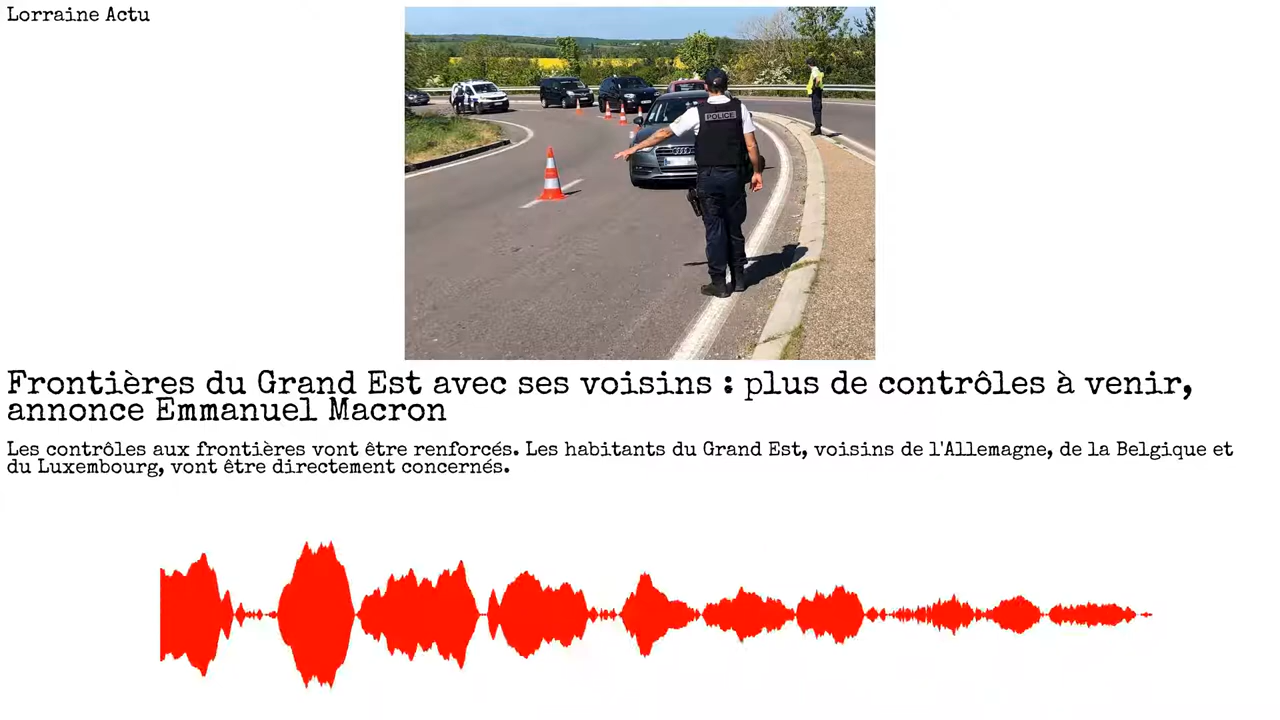 Lorraine Actu
POLICE
Frontières du Grand Est avec ses voisins : plus de contrôles à venir,
annonce Emmanuel Macron
Les contrôles aux frontières vont être renforcés. Les habitants du Grand Est, voisins de l'Allemagne, de la Belgique et
du Luxembourg, vont être directement concernés.